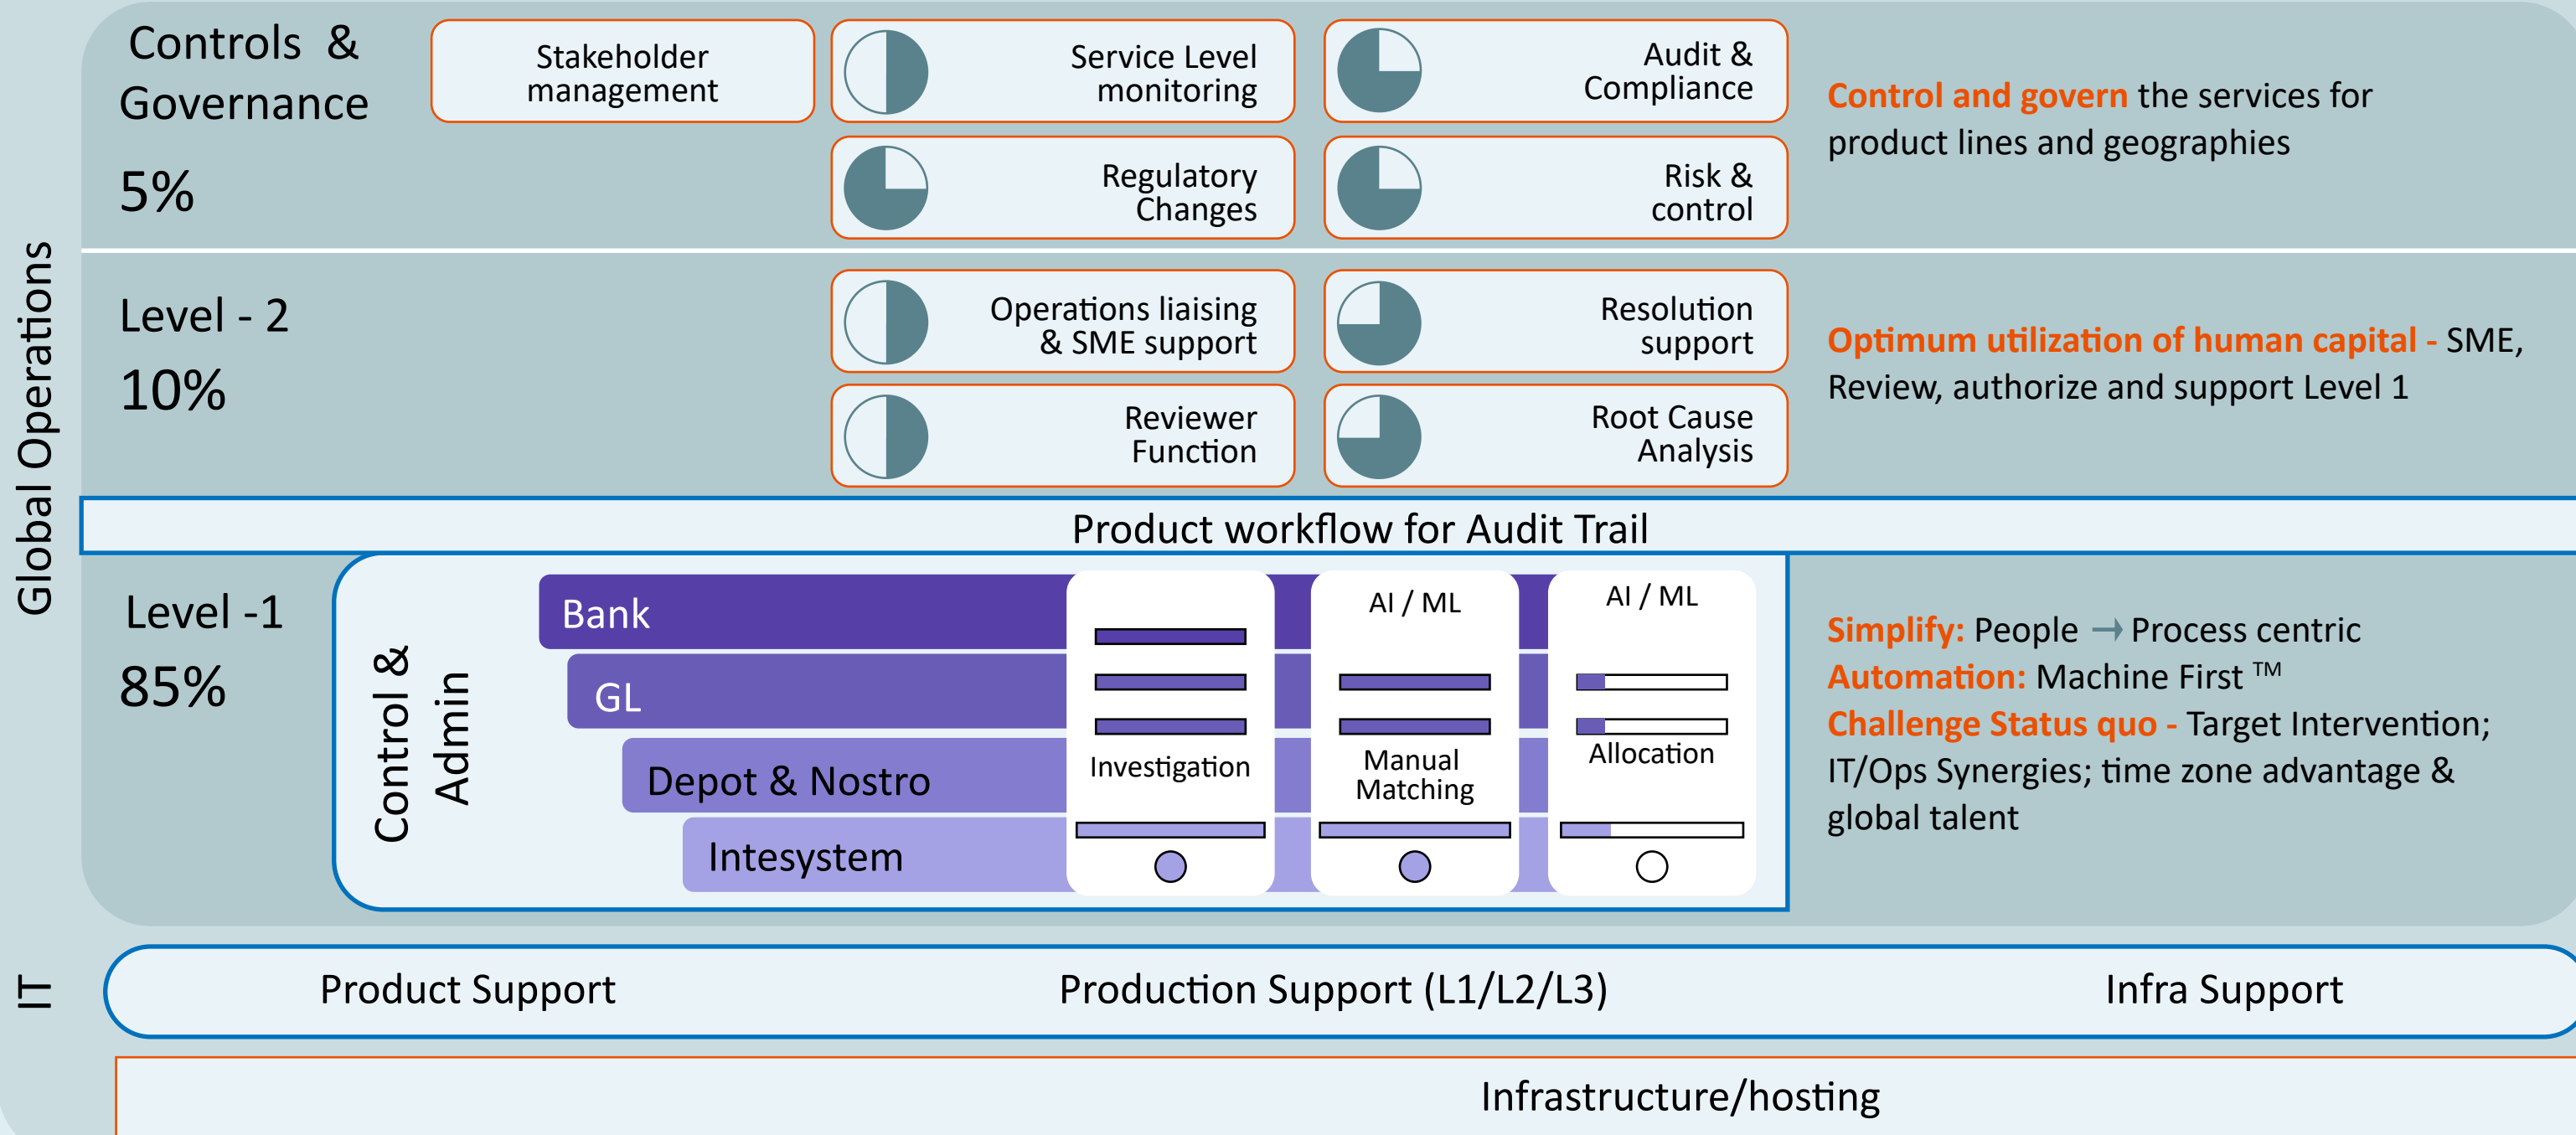 Global Operations
Controls &
Governance
5%
Stakeholder
management
Service Level
monitoring
Audit &
Compliance
Regulatory
Changes
Risk &
control
Control and govern the services for
product lines and geographies
Level - 2
10%
Operations liaising
& SME support
Resolution
support
Reviewer
Function
Root Cause
Analysis
Optimum utilization of human capital - SME,
Review, authorize and support Level 1
Product workflow for Audit Trail
Level -1
85%
Control &
Admin
Bank
GL
Depot & Nostro
Intesystem
Investigation
AI / ML
Manual
Matching
AI / ML
Allocation
Simplify: People → Process centric
Automation: Machine First ™
Challenge Status quo - Target Intervention;
IT/Ops Synergies; time zone advantage &
global talent
IT
Product Support
Production Support (L1/L2/L3)
Infra Support
Infrastructure/hosting